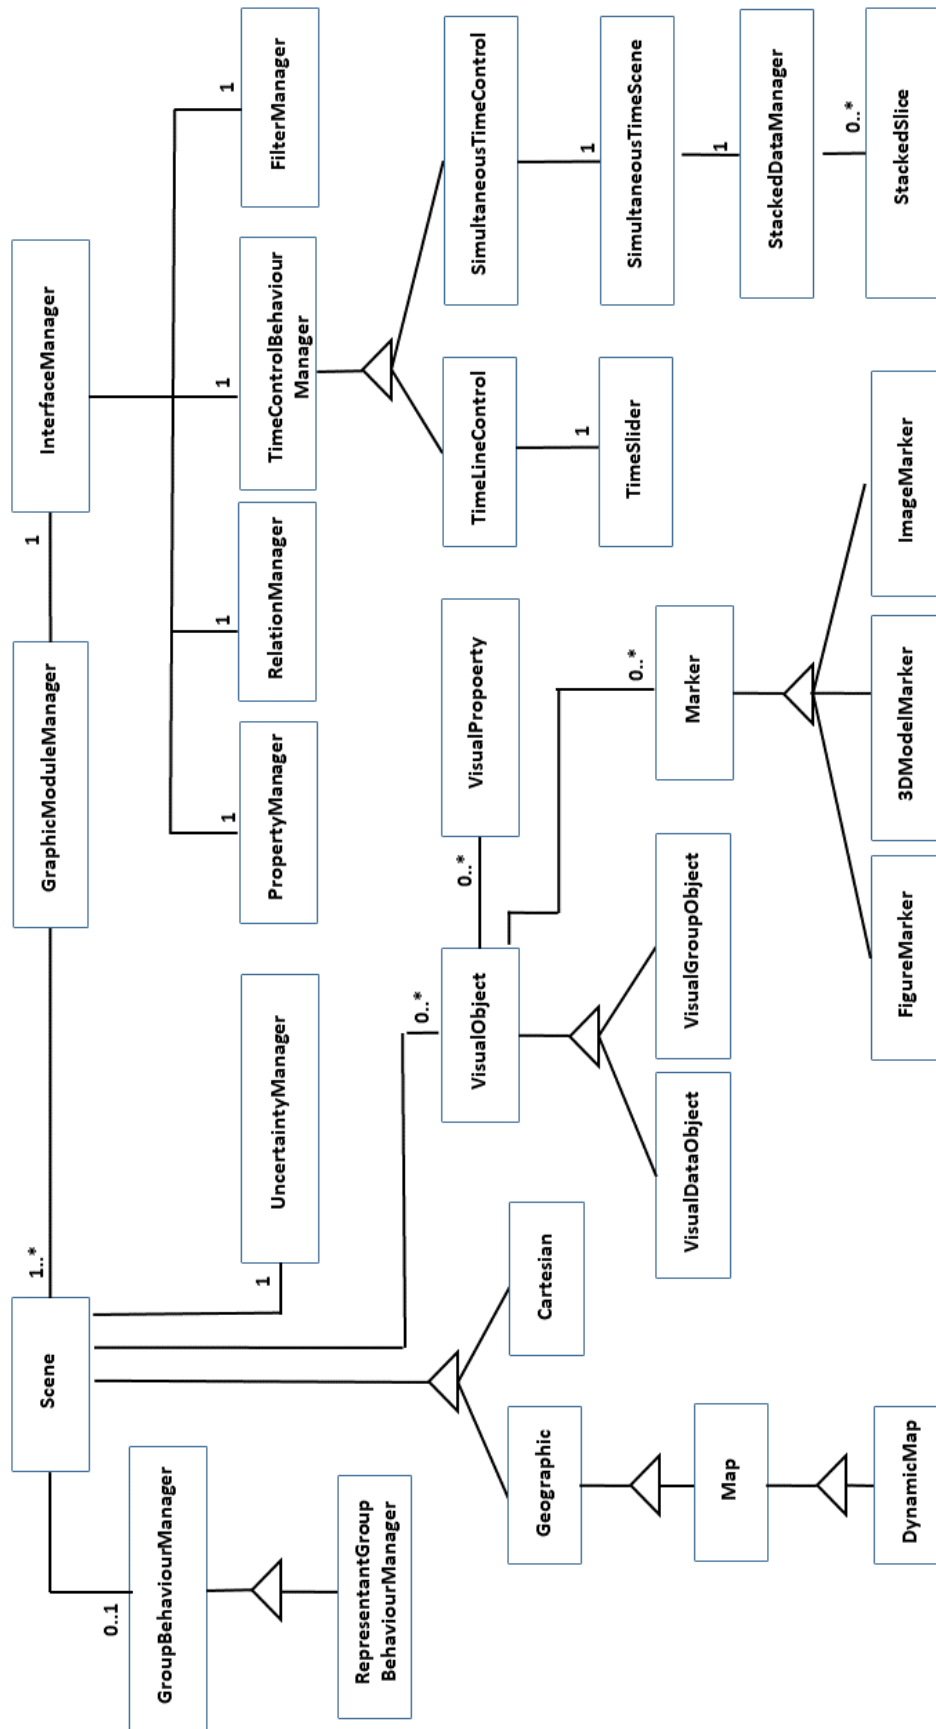 Scene
1..*
GraphicModuleManager
1
InterfaceManager
0..1
GroupBehaviourManager
RepresentantGroup
BehaviourManager
1
UncertaintyManager
1
PropertyManager
1
RelationManager
1
TimeControlBehaviour
Manager
1
FilterManager
0..*
VisualObject
0..*
VisualPropoerty
TimeLineControl
SimultaneousTimeControl
Geographic
Cartesian
1
TimeSlider
1
SimultaneousTimeScene
VisualDataObject
VisualGroupObject
0..*
Marker
Map
1
StackedDataManager
DynamicMap
FigureMarker
3DModelMarker
ImageMarker
0..*
StackedSlice